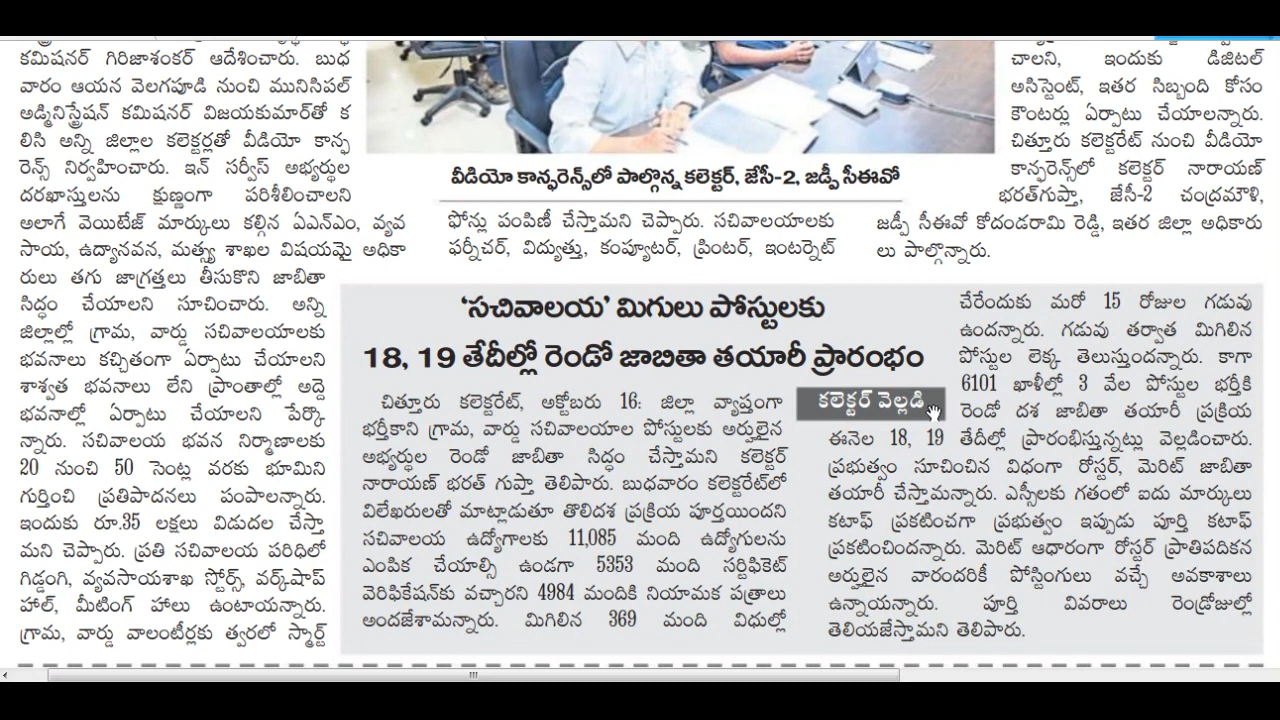 కమిషనర్ గిరిజాశంకర్ ఆదేశించారు. బుధ
వారం ఆయన వెలగపూడి నుంచి మునిసిపల్
అడ్మినిస్ట్రేషన్ కమిషనర్ విజయకుమార్‌తో క
లిసి అన్ని జిల్లాల కలెక్టర్లతో వీడియో కాన్ఫ
రెన్స్ నిర్వహించారు. ఇన్ సర్వీస్ అభ్యర్థుల
దరఖాస్తులను క్షుణ్ణంగా పరిశీలించాలని
అలాగే వెయిటేజ్ మార్కులు కల్గిన ఏఎన్ఎం, వ్యవ
సాయ, ఉద్యానవన, మత్స్య శాఖల విషయమై అధికా
రులు తగు జాగ్రత్తలు తీసుకొని జాబితా
సిద్ధం చేయాలని సూచించారు. అన్ని
జిల్లాల్లో గ్రామ, వార్డు సచివాలయాలకు
భవనాలు కచ్చితంగా ఏర్పాటు చేయాలని
శాశ్వత భవనాలు లేని ప్రాంతాల్లో అద్దె
భవనాల్లో ఏర్పాటు చేయాలని పేర్కొ
న్నారు. సచివాలయ భవన నిర్మాణాలకు
20 నుంచి 50 సెంట్ల వరకు భూమిని
గుర్తించి ప్రతిపాదనలు పంపాలన్నారు.
ఇందుకు రూ.35 లక్షలు విడుదల చేస్తా
మని చెప్పారు. ప్రతి సచివాలయ పరిధిలో
గిడ్డంగి, వ్యవసాయశాఖ స్టోర్స్, వర్క్‌షాప్
హాల్, మీటింగ్ హాలు ఉంటాయన్నారు.
గ్రామ, వార్డు వాలంటీర్లకు త్వరలో స్మార్ట్
వీడియో కాన్ఫరెన్స్‌లో పాల్గొన్న కలెక్టర్, జేసీ-2, జడ్పీ సీఈవో
ఫోన్లు పంపిణీ చేస్తామని చెప్పారు. సచివాలయాలకు
ఫర్నీచర్, విద్యుత్తు, కంప్యూటర్, ప్రింటర్, ఇంటర్నెట్
చాలని, ఇందుకు డిజిటల్
అసిస్టెంట్, ఇతర సిబ్బంది కోసం
కౌంటర్లు ఏర్పాటు చేయాలన్నారు.
చిత్తూరు కలెక్టరేట్ నుంచి వీడియో
కాన్ఫరెన్స్‌లో కలెక్టర్ నారాయణ్
భరత్‌గుప్తా, జేసీ-2 చంద్రమౌళి,
జడ్పీ సీఈవో కోదండరామి రెడ్డి, ఇతర జిల్లా అధికారు
లు పాల్గొన్నారు.
‘సచివాలయ’ మిగులు పోస్టులకు
18, 19 తేదీల్లో రెండో జాబితా తయారీ ప్రారంభం
చిత్తూరు కలెక్టరేట్, అక్టోబరు 16: జిల్లా వ్యాప్తంగా
భర్తీకాని గ్రామ, వార్డు సచివాలయాల పోస్టులకు అర్హులైన
అభ్యర్థుల రెండో జాబితా సిద్ధం చేస్తామని కలెక్టర్
నారాయణ్ భరత్ గుప్తా తెలిపారు. బుధవారం కలెక్టరేట్‌లో
విలేఖరులతో మాట్లాడుతూ తొలిదశ ప్రక్రియ పూర్తయిందని
సచివాలయ ఉద్యోగాలకు 11,085 మంది ఉద్యోగులను
ఎంపిక చేయాల్సి ఉండగా 5353 మంది సర్టిఫికెట్
వెరిఫికేషన్‌కు వచ్చారని 4984 మందికి నియామక పత్రాలు
అందజేశామన్నారు. మిగిలిన 369 మంది విధుల్లో
కలెక్టర్ వెల్లడి
చేరేందుకు మరో 15 రోజుల గడువు
ఉందన్నారు. గడువు తర్వాత మిగిలిన
పోస్టుల లెక్క తెలుస్తుందన్నారు. కాగా
6101 ఖాళీల్లో 3 వేల పోస్టుల భర్తీకి
రెండో దశ జాబితా తయారీ ప్రక్రియ
ఈనెల 18, 19 తేదీల్లో ప్రారంభిస్తున్నట్లు వెల్లడించారు.
ప్రభుత్వం సూచించిన విధంగా రోస్టర్, మెరిట్ జాబితా
తయారీ చేస్తామన్నారు. ఎస్సీలకు గతంలో ఐదు మార్కులు
కటాఫ్ ప్రకటించగా ప్రభుత్వం ఇప్పుడు పూర్తి కటాఫ్
ప్రకటించిందన్నారు. మెరిట్ ఆధారంగా రోస్టర్ ప్రాతిపదికన
అర్హులైన వారందరికీ పోస్టింగులు వచ్చే అవకాశాలు
ఉన్నాయన్నారు. పూర్తి వివరాలు రెండ్రోజుల్లో
తెలియజేస్తామని తెలిపారు.